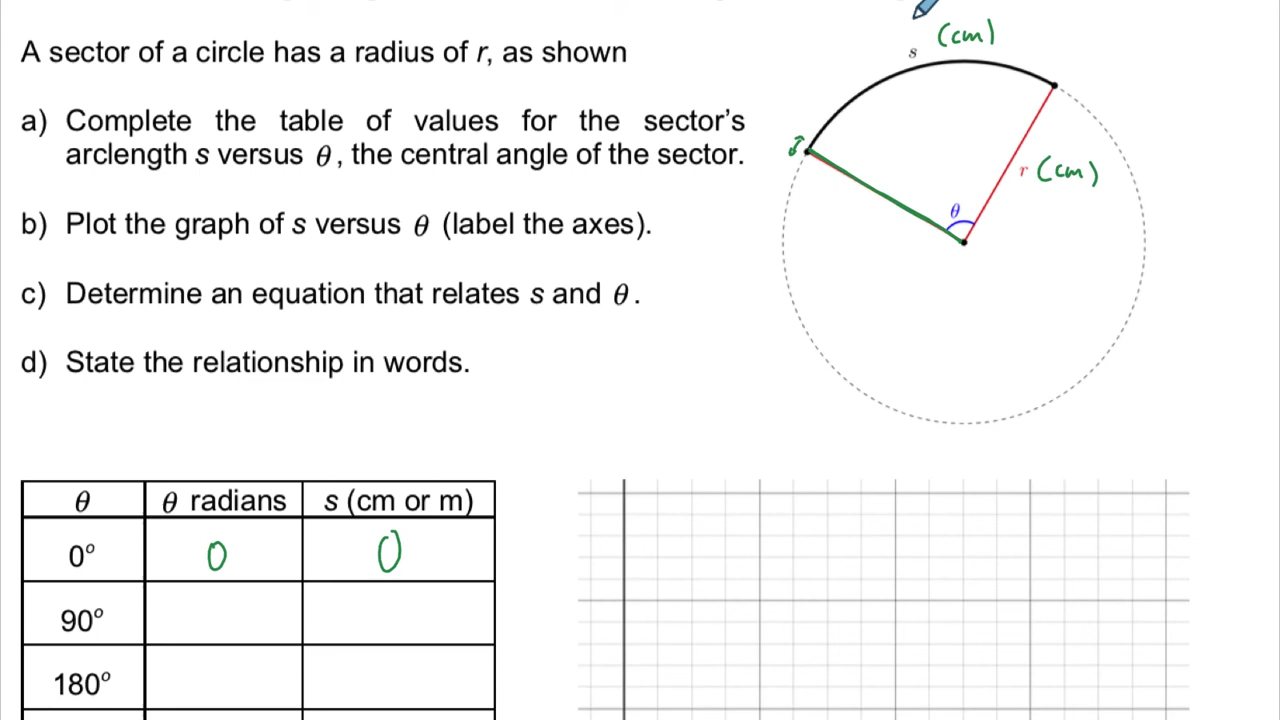 A sector of a circle has a radius of r, as shown
a) Complete the table of values for the sector's
arclength s versus θ, the central angle of the sector.
b) Plot the graph of s versus θ (label the axes).
c) Determine an equation that relates s and θ.
d) State the relationship in words.
s (cm)
r (cm)
θ
θ θ radians s (cm or m)
0° 0 0
90°
180°